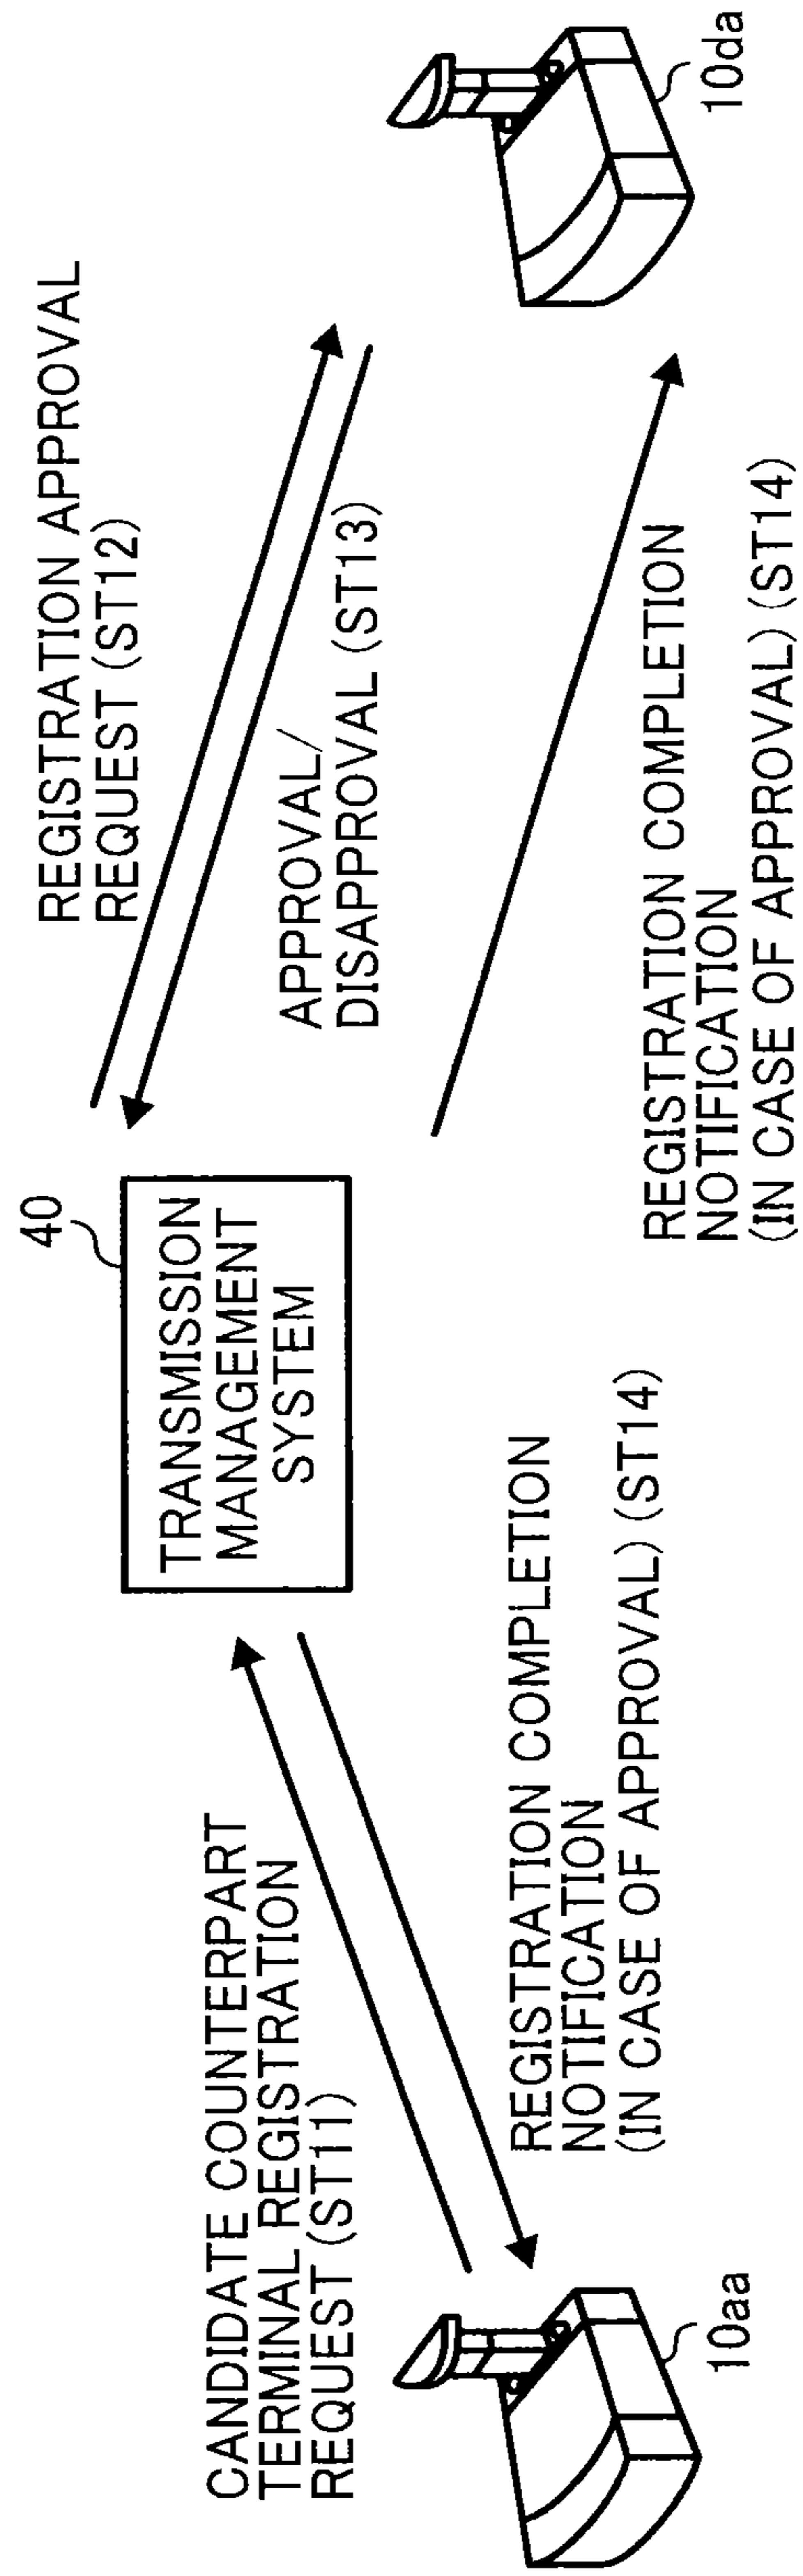 40
TRANSMISSION
MANAGEMENT
SYSTEM
CANDIDATE COUNTERPART
TERMINAL REGISTRATION
REQUEST (ST11)
REGISTRATION APPROVAL
REQUEST (ST12)
APPROVAL/
DISAPPROVAL (ST13)
REGISTRATION COMPLETION
NOTIFICATION
(IN CASE OF APPROVAL) (ST14)
REGISTRATION COMPLETION
NOTIFICATION
(IN CASE OF APPROVAL) (ST14)
10aa
10da